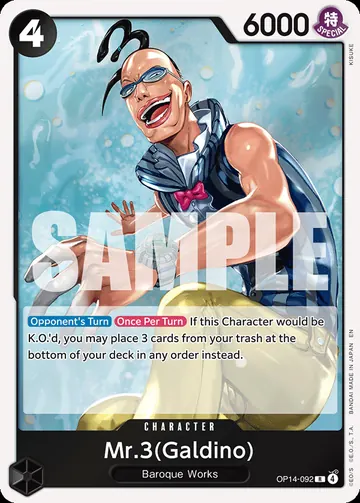 4
6000
特
SPECIAL
KISUKE
SAMPLE
Opponent's Turn Once Per Turn If this Character would be
K.O.'d, you may place 3 cards from your trash at the
bottom of your deck in any order instead.
CHARACTER
Mr.3(Galdino)
Baroque Works
OP14-092 R 4
BANDAI MADE IN JAPAN EN